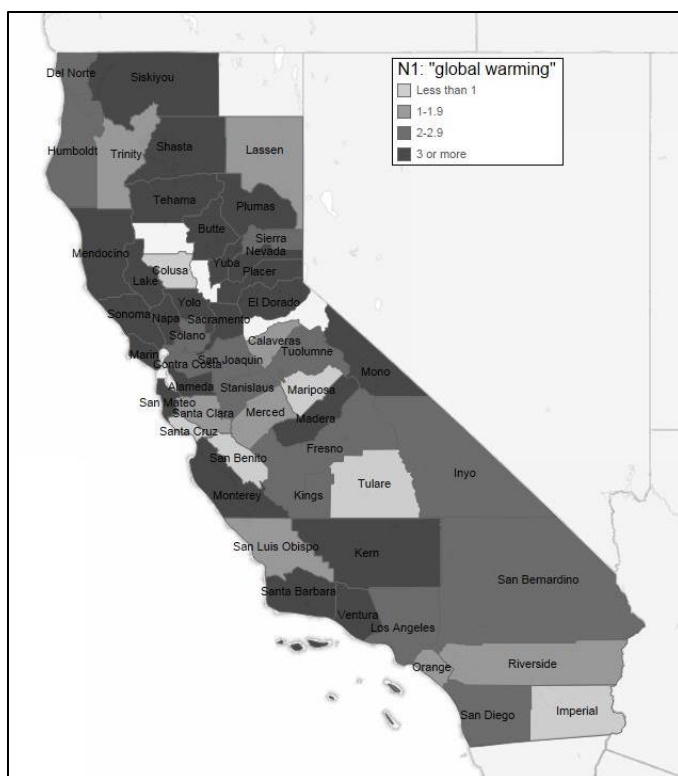 N1: "global warming"
Less than 1
1-1.9
2-2.9
3 or more
Del Norte
Siskiyou
Humboldt
Trinity
Shasta
Lassen
Tehama
Plumas
Butte
Mendocino
Sierra
Nevada
Colusa
Yuba
Placer
Lake
El Dorado
Yolo
Sonoma
Napa
Sacramento
Solano
Calaveras
Marin
Contra Costa
San Joaquin
Tuolumne
Mono
Alameda
Stanislaus
Mariposa
San Mateo
Santa Clara
Merced
Madera
Santa Cruz
Fresno
San Benito
Inyo
Tulare
Monterey
Kings
San Luis Obispo
Kern
San Bernardino
Santa Barbara
Ventura
Los Angeles
Orange
Riverside
San Diego
Imperial